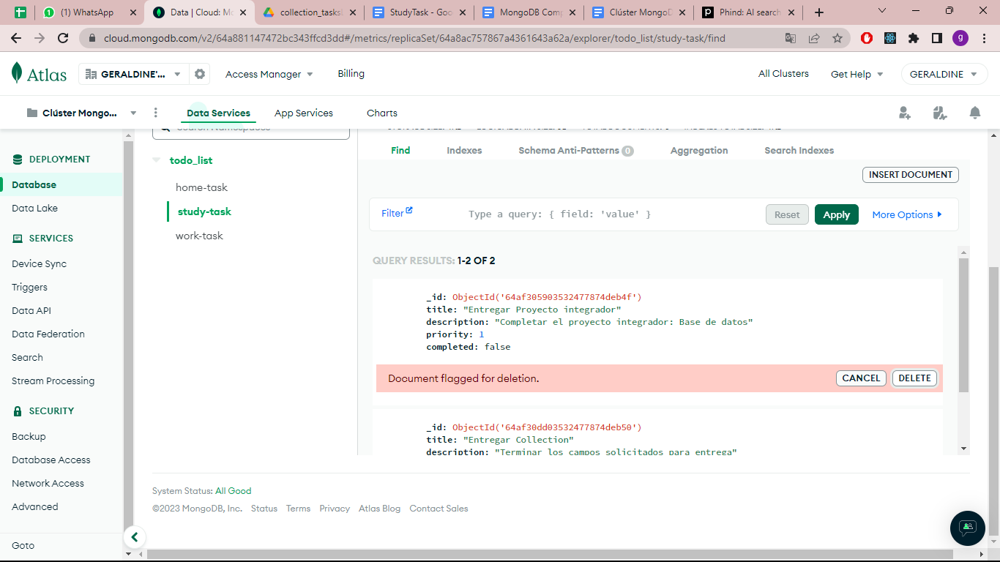 (1) WhatsApp
Data | Cloud: Mo
collection_tasks
StudyTask - Goo
MongoDB Comp
Clúster MongoD
Phind: AI search
cloud.mongodb.com/v2/64a881147472bc343ffcd3dd#/metrics/replicaSet/64a8ac757867a4361643a62a/explorer/todo_list/study-task/find
g
Atlas
GERALDINE'...
Access Manager
Billing
All Clusters
Get Help
GERALDINE
Clúster Mongo...
Data Services
App Services
Charts
DEPLOYMENT
Database
Data Lake
SERVICES
Device Sync
Triggers
Data API
Data Federation
Search
Stream Processing
SECURITY
Backup
Database Access
Network Access
Advanced
Goto
Search Namespaces
todo_list
home-task
study-task
work-task
Find
Indexes
Schema Anti-Patterns 0
Aggregation
Search Indexes
INSERT DOCUMENT
Filter
Type a query: { field: 'value' }
Reset
Apply
More Options
QUERY RESULTS: 1-2 OF 2
_id: ObjectId('64af305903532477874deb4f')
title: "Entregar Proyecto integrador"
description: "Completar el proyecto integrador: Base de datos"
priority: 1
completed: false
Document flagged for deletion.
CANCEL
DELETE
_id: ObjectId('64af30dd03532477874deb50')
title: "Entregar Collection"
description: "Terminar los campos solicitados para entrega"
System Status: All Good
©2023 MongoDB, Inc.
Status
Terms
Privacy
Atlas Blog
Contact Sales